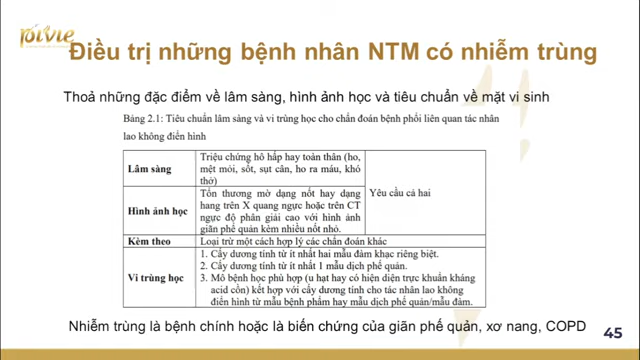 pivie
Điều trị những bệnh nhân NTM có nhiễm trùng
Thoả những đặc điểm về lâm sàng, hình ảnh học và tiêu chuẩn về mặt vi sinh
Bảng 2.1: Tiêu chuẩn lâm sàng và vi trùng học cho chẩn đoán bệnh phổi liên quan tác nhân
lao không điển hình
Lâm sàng
Triệu chứng hô hấp hay toàn thân (ho,
mệt mỏi, sốt, sụt cân, ho ra máu, khó
thở)
Yêu cầu cả hai
Hình ảnh học
Tổn thương mờ dạng nốt hay dạng
hang trên X quang ngực hoặc trên CT
ngực độ phân giải cao với hình ảnh
giãn phế quản kèm nhiều nốt nhỏ.
Kèm theo
Loại trừ một cách hợp lý các chẩn đoán khác
Vi trùng học
1. Cấy dương tính từ ít nhất hai mẫu đàm khạc riêng biệt.
2. Cấy dương tính từ ít nhất 1 mẫu dịch phế quản.
3. Mô bệnh học phù hợp (u hạt hay có hiện diện trực khuẩn kháng
acid cồn) kết hợp với cấy dương tính cho tác nhân lao không
điển hình từ mẫu bệnh phẩm hay mẫu dịch phế quản/mẫu đàm.
Nhiễm trùng là bệnh chính hoặc là biến chứng của giãn phế quản, xơ nang, COPD
45